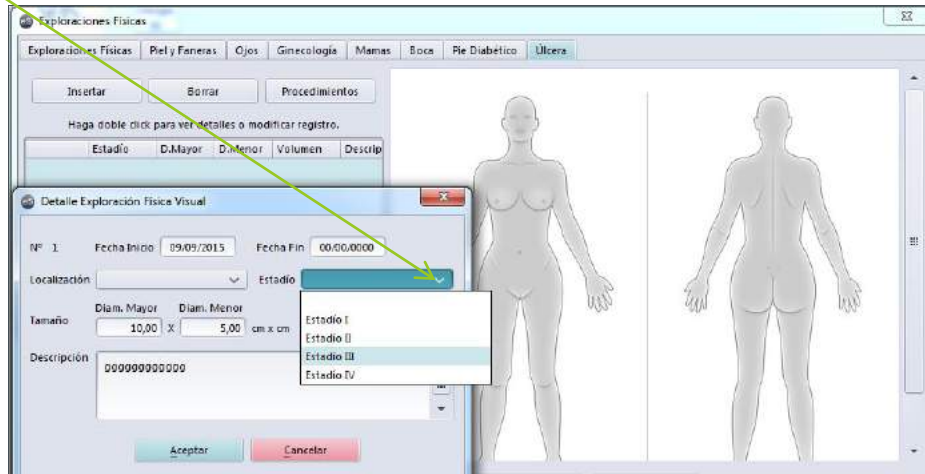 Exploraciones Físicas
Exploraciones Físicas Piel y Faneras Ojos Ginecología Mamas Boca Pie Diabético Úlcera
Insertar Borrar Procedimientos
Haga doble click para ver detalles o modificar registro.
Estadío D.Mayor D.Menor Volumen Descrip
Detalle Exploración Física Visual
Nº 1 Fecha Inicio 09/09/2015 Fecha Fin 00/00/0000
Localización Estadío
Diam. Mayor Diam. Menor
Tamaño 10,00 X 5,00 cm x cm
Estadío I
Estadío II
Estadío III
Estadío IV
Descripción
Aceptar Cancelar